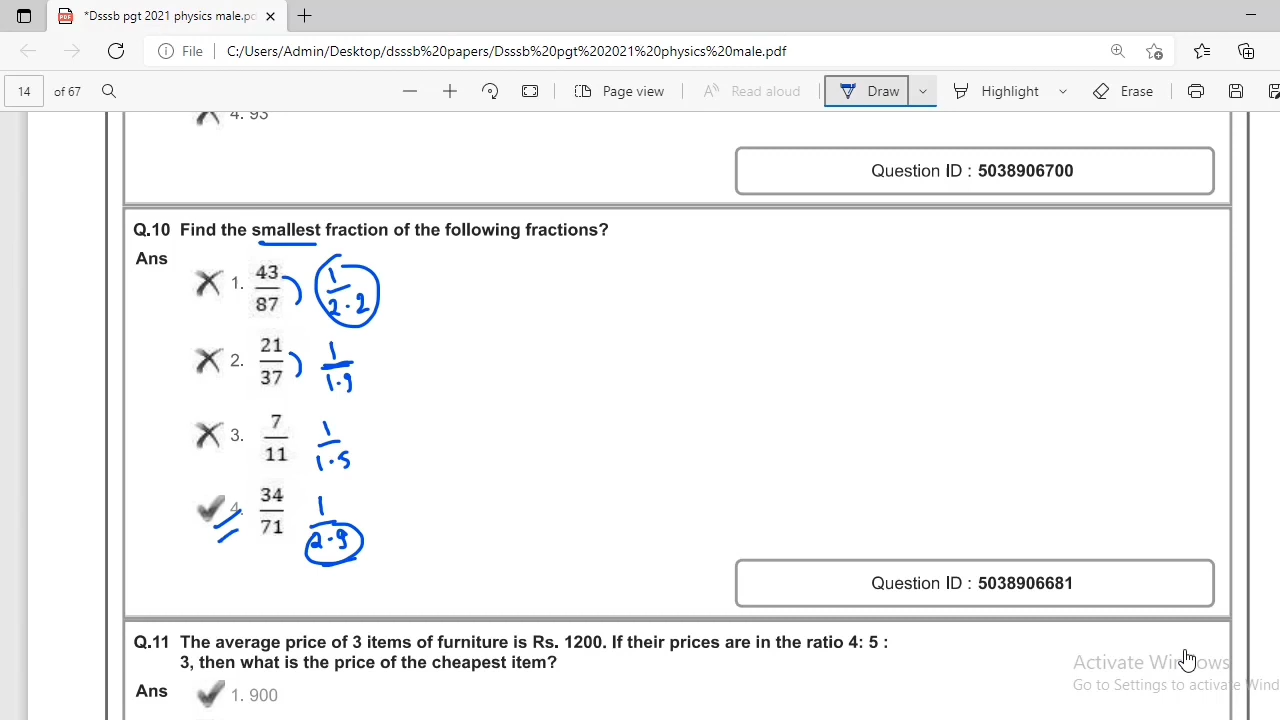 *Dsssb pgt 2021 physics male.pd
File C:/Users/Admin/Desktop/dsssb%20papers/Dsssb%20pgt%202021%20physics%20male.pdf
14 of 67 Page view Read aloud Draw Highlight Erase
4. 93
Question ID : 5038906700
Q.10 Find the smallest fraction of the following fractions?
Ans
1. 43/87 1/2.2
2. 21/37 1/1.9
3. 7/11 1/1.5
4. 34/71 1/2.9
Question ID : 5038906681
Q.11 The average price of 3 items of furniture is Rs. 1200. If their prices are in the ratio 4: 5 :
3, then what is the price of the cheapest item?
Ans 1. 900
Activate Windows
Go to Settings to activate Wind